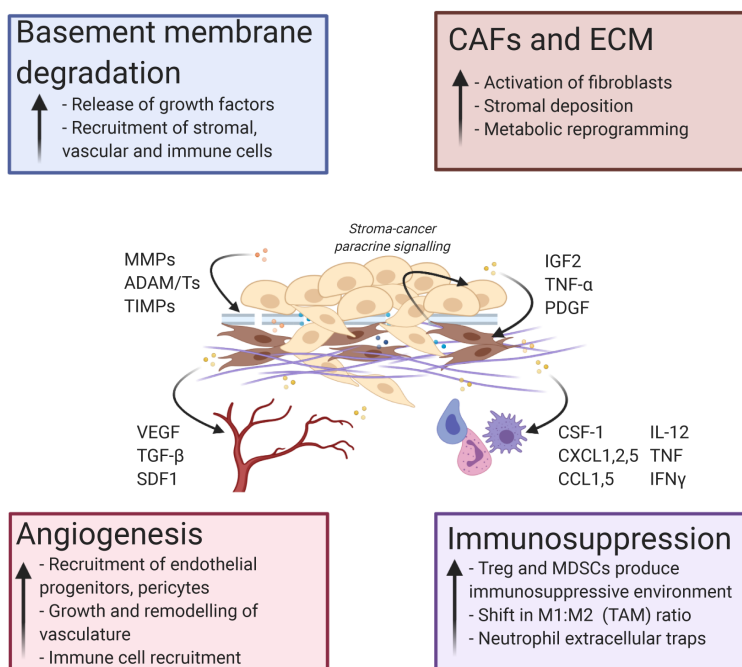 Basement membrane
degradation
- Release of growth factors
- Recruitment of stromal,
vascular and immune cells
CAFs and ECM
- Activation of fibroblasts
- Stromal deposition
- Metabolic reprogramming
Stroma-cancer
paracrine signalling
MMPs
ADAM/Ts
TIMPs
IGF2
TNF-α
PDGF
VEGF
TGF-β
SDF1
CSF-1
CXCL1,2,5
CCL1,5
IL-12
TNF
IFNγ
Angiogenesis
- Recruitment of endothelial
progenitors, pericytes
- Growth and remodelling of
vasculature
- Immune cell recruitment
Immunosuppression
- Treg and MDSCs produce
immunosuppressive environment
- Shift in M1:M2 (TAM) ratio
- Neutrophil extracellular traps